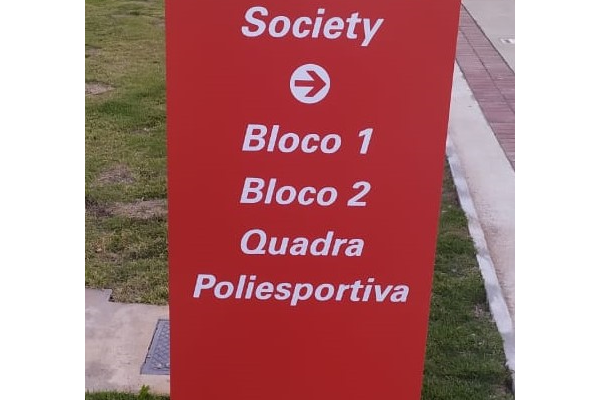 Society
Bloco 1
Bloco 2
Quadra
Poliesportiva